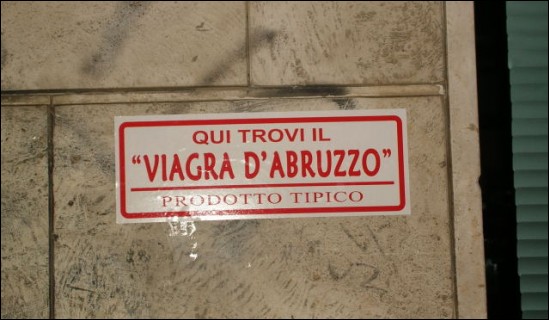 QUI TROVI IL
“VIAGRA D’ABRUZZO”
PRODOTTO TIPICO